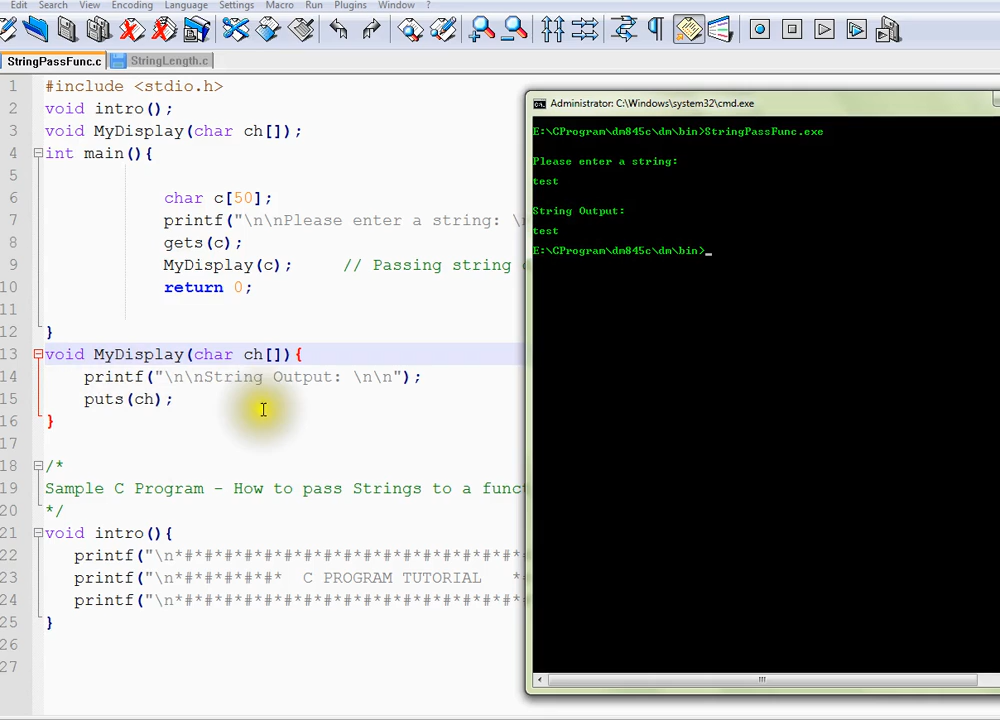 Edit Search View Encoding Language Settings Macro Run Plugins Window ?
StringPassFunc.c StringLength.c
1 #include <stdio.h>
2 void intro();
3 void MyDisplay(char ch[]);
4 int main(){
5
6 char c[50];
7 printf("\n\nPlease enter a string: \
8 gets(c);
9 MyDisplay(c); // Passing string
10 return 0;
11
12 }
13 void MyDisplay(char ch[]){
14 printf("\n\nString Output: \n\n");
15 puts(ch);
16 }
17
18 /*
19 Sample C Program - How to pass Strings to a funct
20 */
21 void intro(){
22 printf("\n*#*#*#*#*#*#*#*#*#*#*#*#*#*#*#*#*#*
23 printf("\n*#*#*#*#*#* C PROGRAM TUTORIAL *
24 printf("\n*#*#*#*#*#*#*#*#*#*#*#*#*#*#*#*#*#*
25 }
26
27
Administrator: C:\Windows\system32\cmd.exe
E:\CProgram\dm845c\dm\bin>StringPassFunc.exe
Please enter a string:
test
String Output:
test
E:\CProgram\dm845c\dm\bin>_